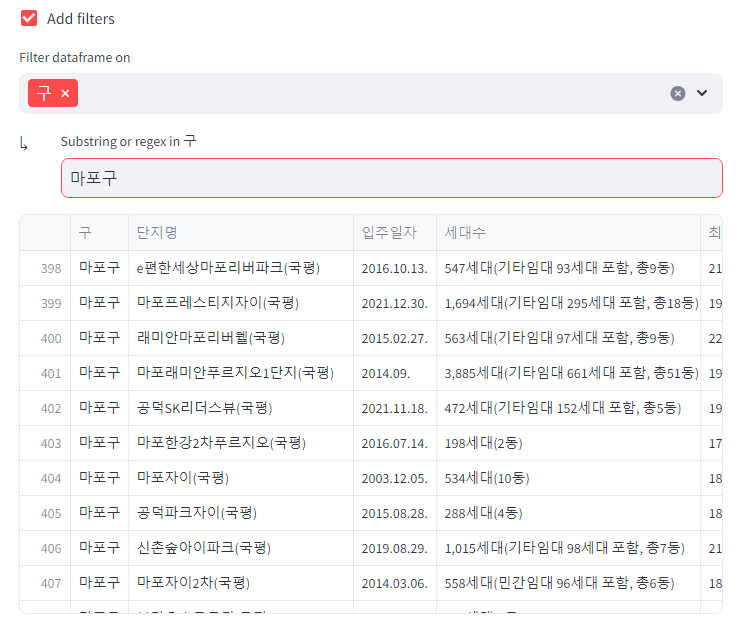 Add filters
Filter dataframe on
구
Substring or regex in 구
마포구
구 단지명 입주일자 세대수 최
398 마포구 e편한세상마포리버파크(국평) 2016.10.13. 547세대(기타임대 93세대 포함, 총9동) 21
399 마포구 마포프레스티지자이(국평) 2021.12.30. 1,694세대(기타임대 295세대 포함, 총18동) 19
400 마포구 래미안마포리버웰(국평) 2015.02.27. 563세대(기타임대 97세대 포함, 총9동) 22
401 마포구 마포래미안푸르지오1단지(국평) 2014.09. 3,885세대(기타임대 661세대 포함, 총51동) 19
402 마포구 공덕SK리더스뷰(국평) 2021.11.18. 472세대(기타임대 152세대 포함, 총5동) 19
403 마포구 마포한강2차푸르지오(국평) 2016.07.14. 198세대(2동) 17
404 마포구 마포자이(국평) 2003.12.05. 534세대(10동) 18
405 마포구 공덕파크자이(국평) 2015.08.28. 288세대(4동) 18
406 마포구 신촌숲아이파크(국평) 2019.08.29. 1,015세대(기타임대 98세대 포함, 총7동) 21
407 마포구 마포자이2차(국평) 2014.03.06. 558세대(민간임대 96세대 포함, 총6동) 18